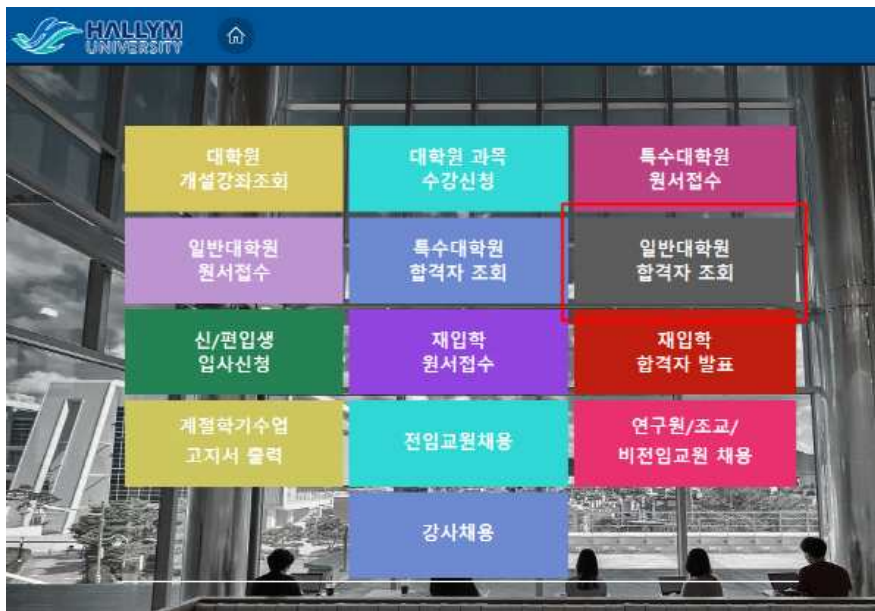 HALLYM
UNIVERSITY
대학원
개설강좌조회
대학원 과목
수강신청
특수대학원
원서접수
일반대학원
원서접수
특수대학원
합격자 조회
일반대학원
합격자 조회
신/편입생
입사신청
재입학
원서접수
재입학
합격자 발표
계절학기수업
고지서 출력
전임교원채용
연구원/조교/
비전임교원 채용
강사채용